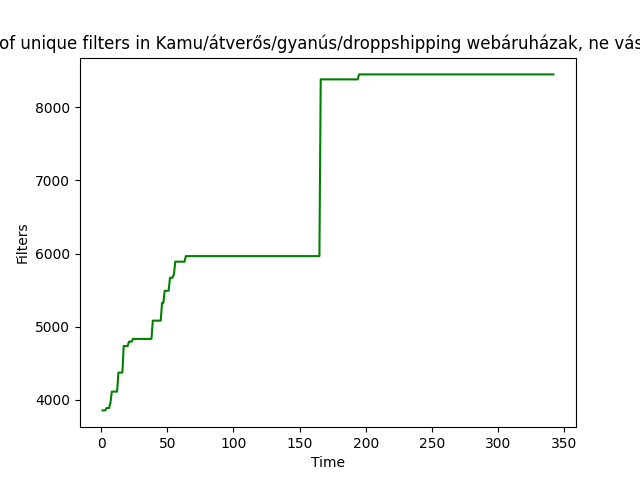 of unique filters in Kamu/átverős/gyanús/droppshipping webáruházak, ne vás
8000
7000
6000
5000
4000
Filters
0 50 100 150 200 250 300 350
Time